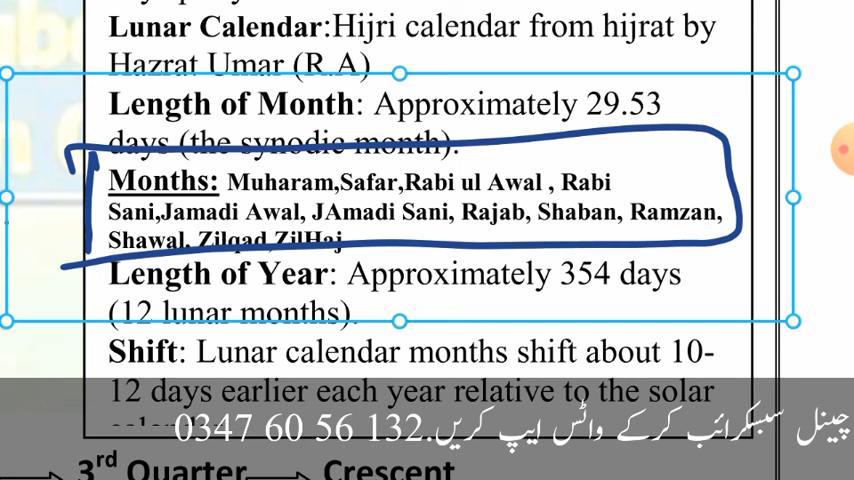 Lunar Calendar:Hijri calendar from hijrat by
Hazrat Umar (R.A)
Length of Month: Approximately 29.53
days (the synodic month).
Months: Muharam,Safar,Rabi ul Awal , Rabi
Sani,Jamadi Awal, JAmadi Sani, Rajab, Shaban, Ramzan,
Shawal, Zilqad,ZilHaj
Length of Year: Approximately 354 days
(12 lunar months).
Shift: Lunar calendar months shift about 10-
12 days earlier each year relative to the solar
چینل سبسکرائب کرکے واٹس ایپ کریں.0347 60 56 132
3rd Quarter Crescent